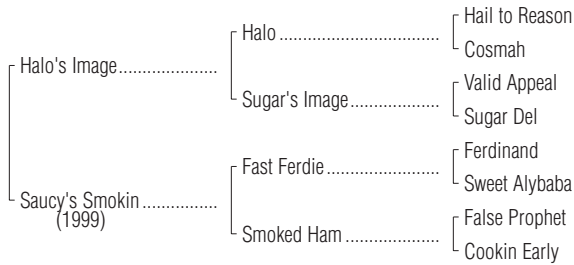 Hail to Reason
Halo ......................................
Cosmah
Halo's Image.......................
Valid Appeal
Sugar's Image.....................
Sugar Del
Ferdinand
Fast Ferdie...........................
Sweet Alybaba
Saucy's Smokin..................
(1999)
False Prophet
Smoked Ham ......................
Cookin Early